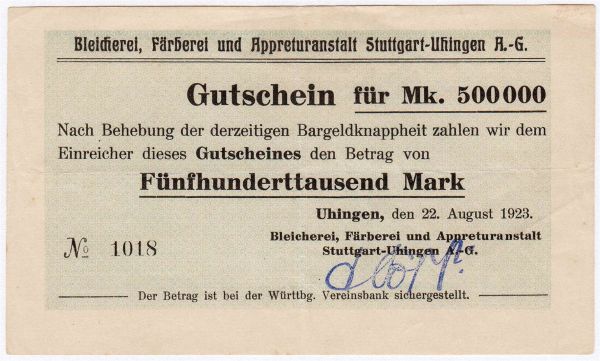 Bleicherei, Färberei und Appreturanstalt Stuttgart-Uhingen A.-G.
Gutschein für Mk. 500000
Nach Behebung der derzeitigen Bargeldknappheit zahlen wir dem
Einreicher dieses Gutscheines den Betrag von
Fünfhunderttausend Mark
Uhingen, den 22. August 1923.
Bleicherei, Färberei und Appreturanstalt
Stuttgart-Uhingen A.-G.
№ 1018
Der Betrag ist bei der Württbg. Vereinsbank sichergestellt.